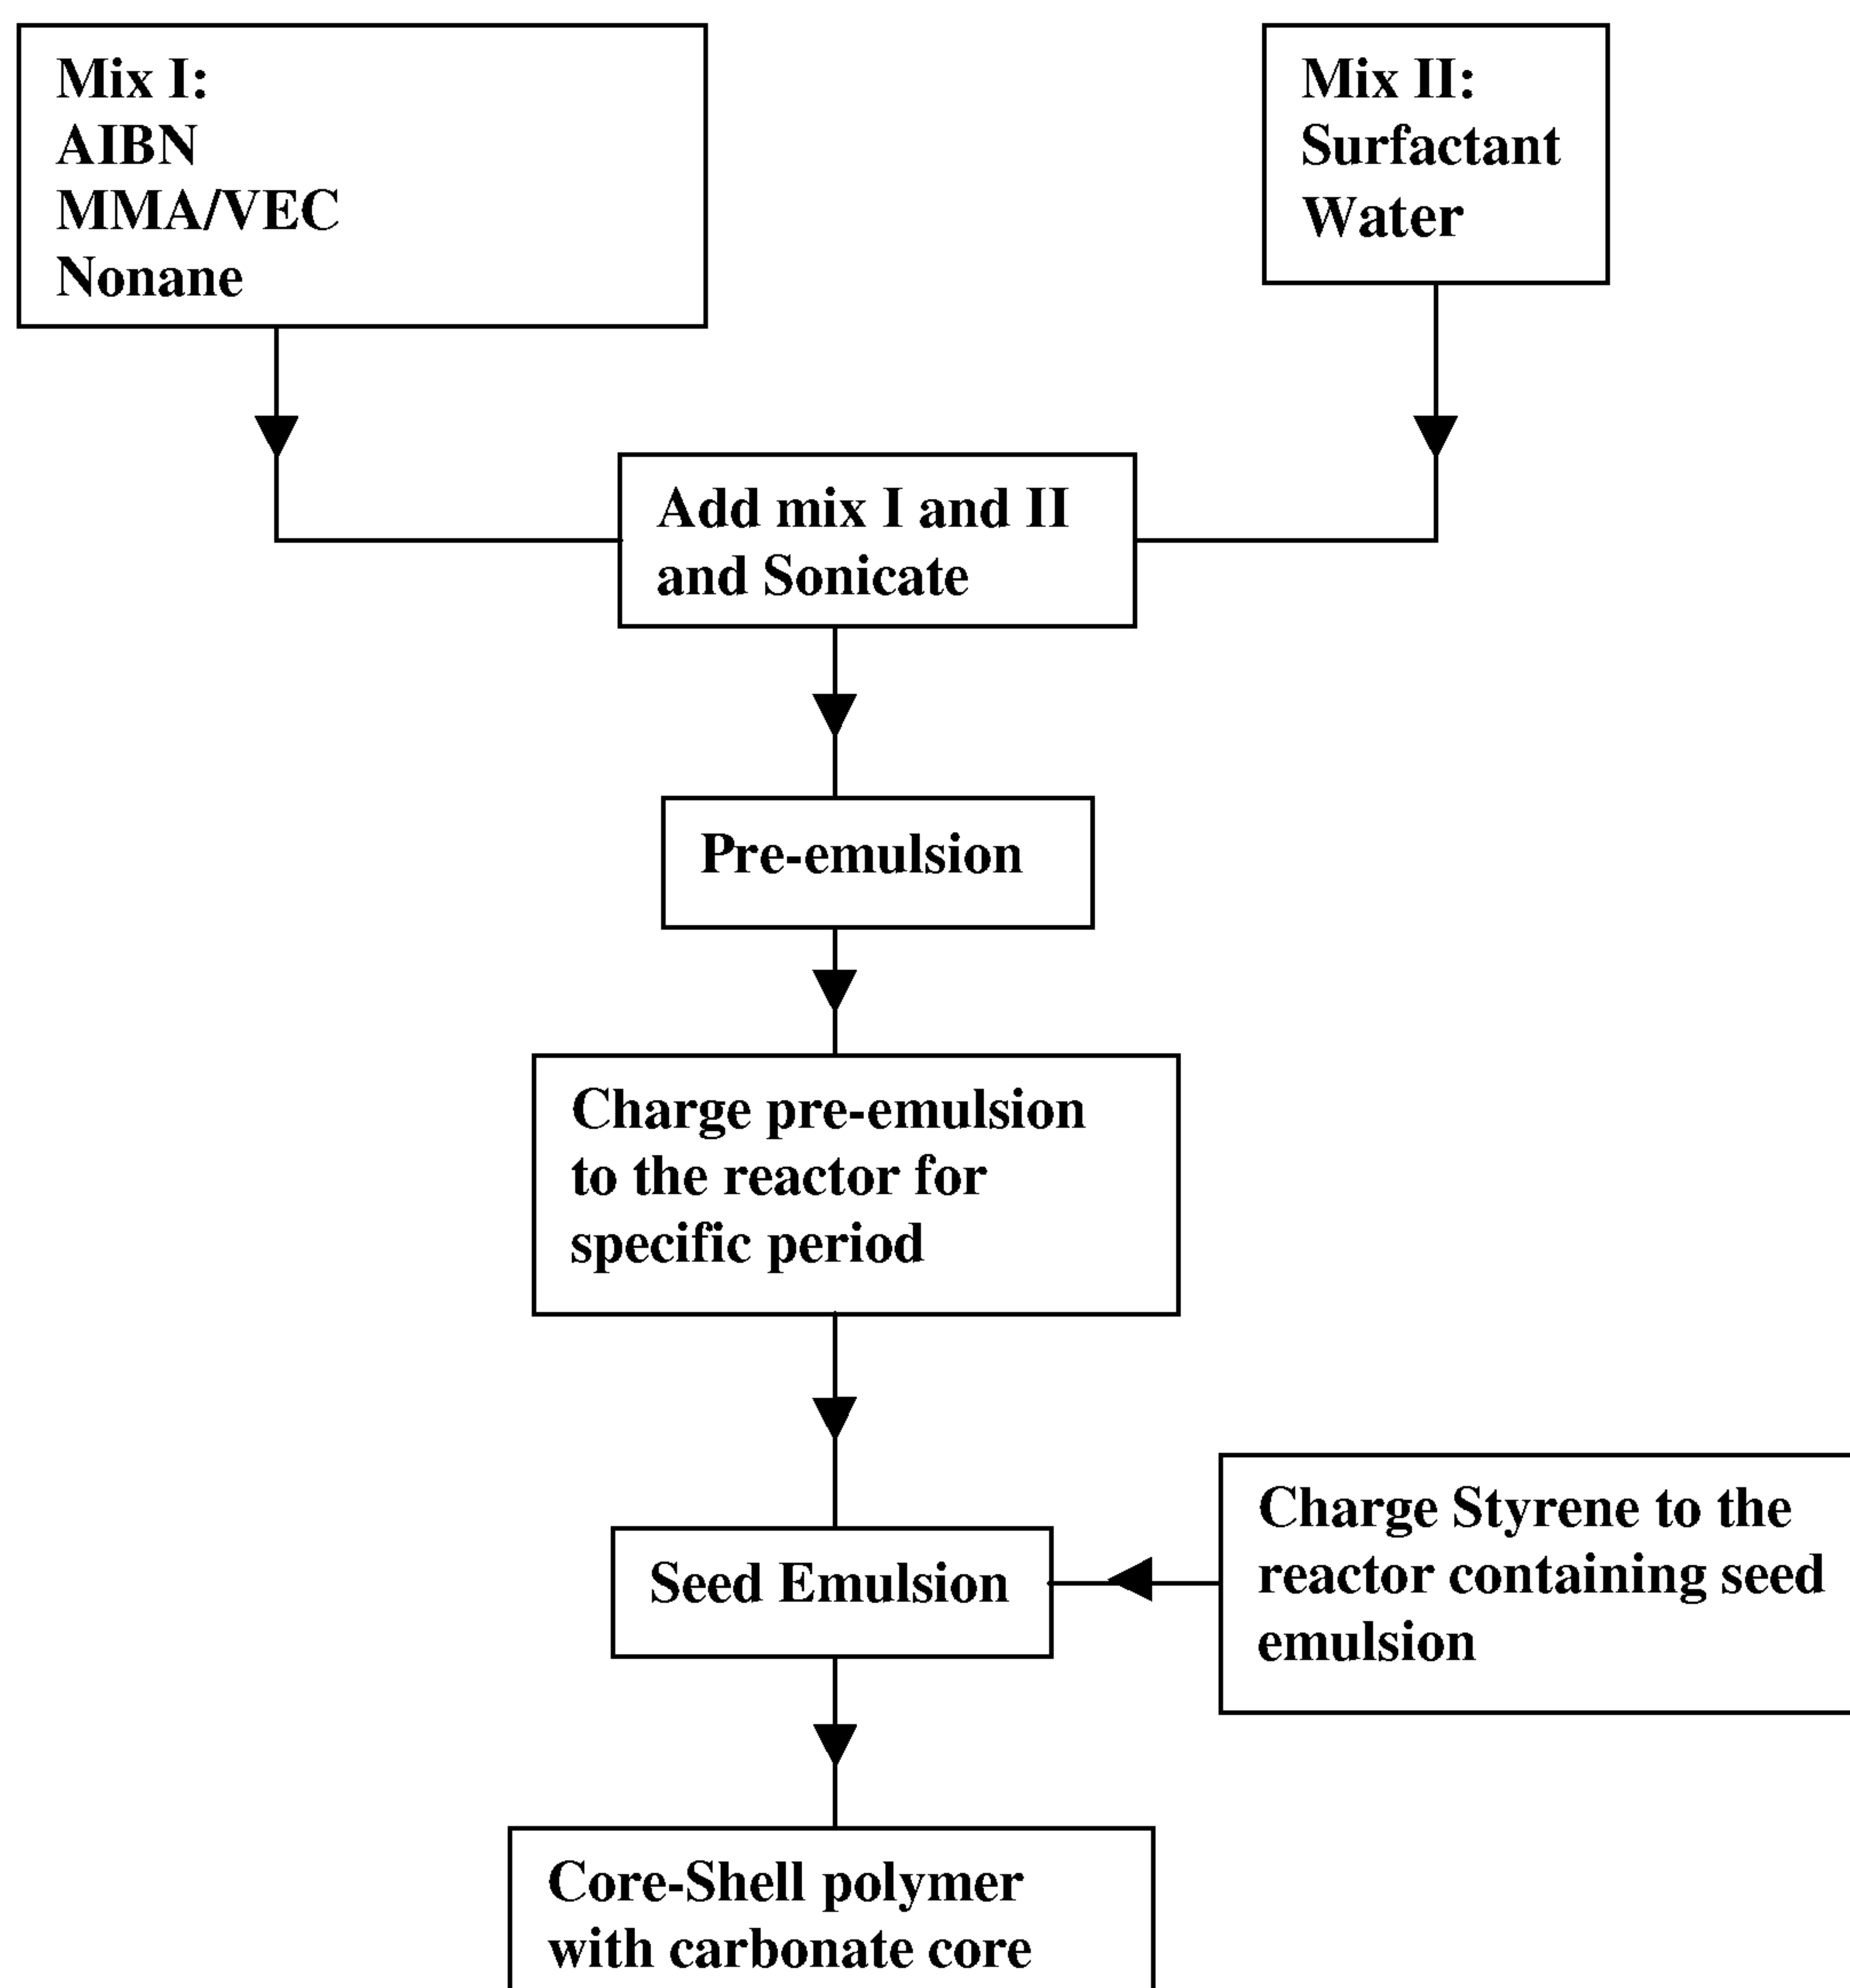 Mix I:
AIBN
MMA/VEC
Nonane
Mix II:
Surfactant
Water
Add mix I and II
and Sonicate
Pre-emulsion
Charge pre-emulsion
to the reactor for
specific period
Charge Styrene to the
reactor containing seed
emulsion
Seed Emulsion
Core-Shell polymer
with carbonate core